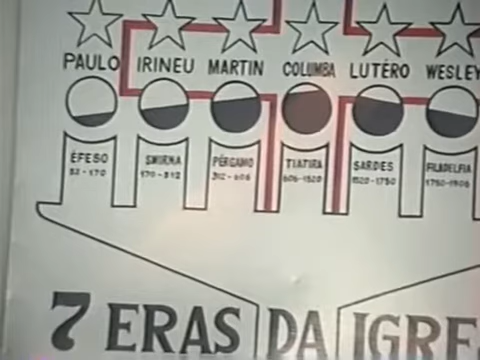 PAULO IRINEU MARTIN COLUMBA LUTÉRO WESLEY
ÉFESO SMIRNA PÉRGAMO TIATIRA SARDES FILADELFIA
53-170 170-312 312-606 606-1520 1520-1750 1750-1906
7 ERAS DA IGRE